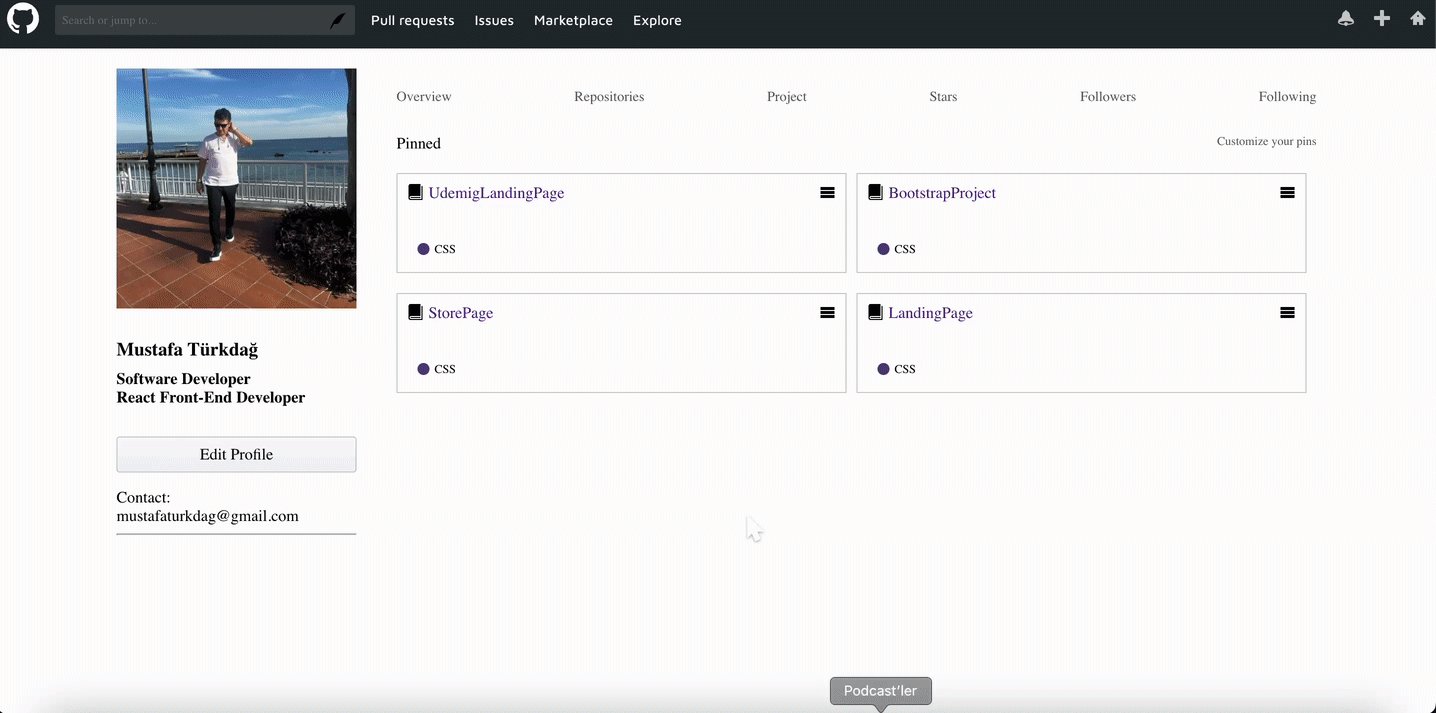 Search or jump to...
Pull requests
Issues
Marketplace
Explore
Overview
Repositories
Project
Stars
Followers
Following
Pinned
Customize your pins
UdemigLandingPage
CSS
BootstrapProject
CSS
StorePage
CSS
LandingPage
CSS
Mustafa Türkdağ
Software Developer
React Front-End Developer
Edit Profile
Contact:
mustafaturkdag@gmail.com
Podcast'ler